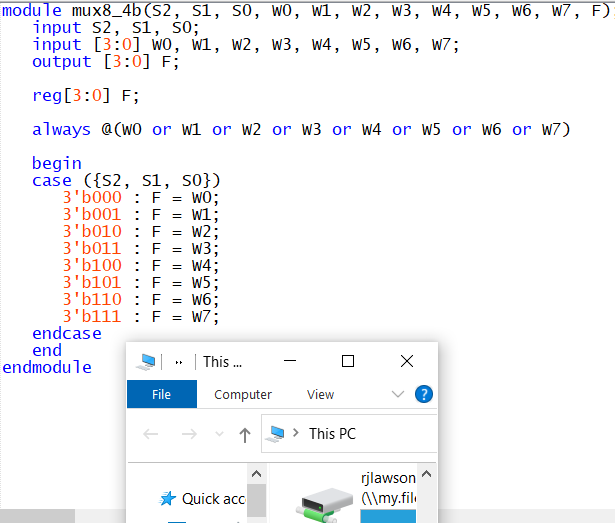 module mux8_4b(S2, S1, S0, W0, W1, W2, W3, W4, W5, W6, W7, F)
input S2, S1, S0;
input [3:0] W0, W1, W2, W3, W4, W5, W6, W7;
output [3:0] F;
reg[3:0] F;
always @(W0 or W1 or W2 or W3 or W4 or W5 or W6 or W7)
begin
case ({S2, S1, S0})
3'b000 : F = W0;
3'b001 : F = W1;
3'b010 : F = W2;
3'b011 : F = W3;
3'b100 : F = W4;
3'b101 : F = W5;
3'b110 : F = W6;
3'b111 : F = W7;
endcase
end
endmodule
This ...
File Computer View
This PC
Quick acc
rjlawson
(\\my.file